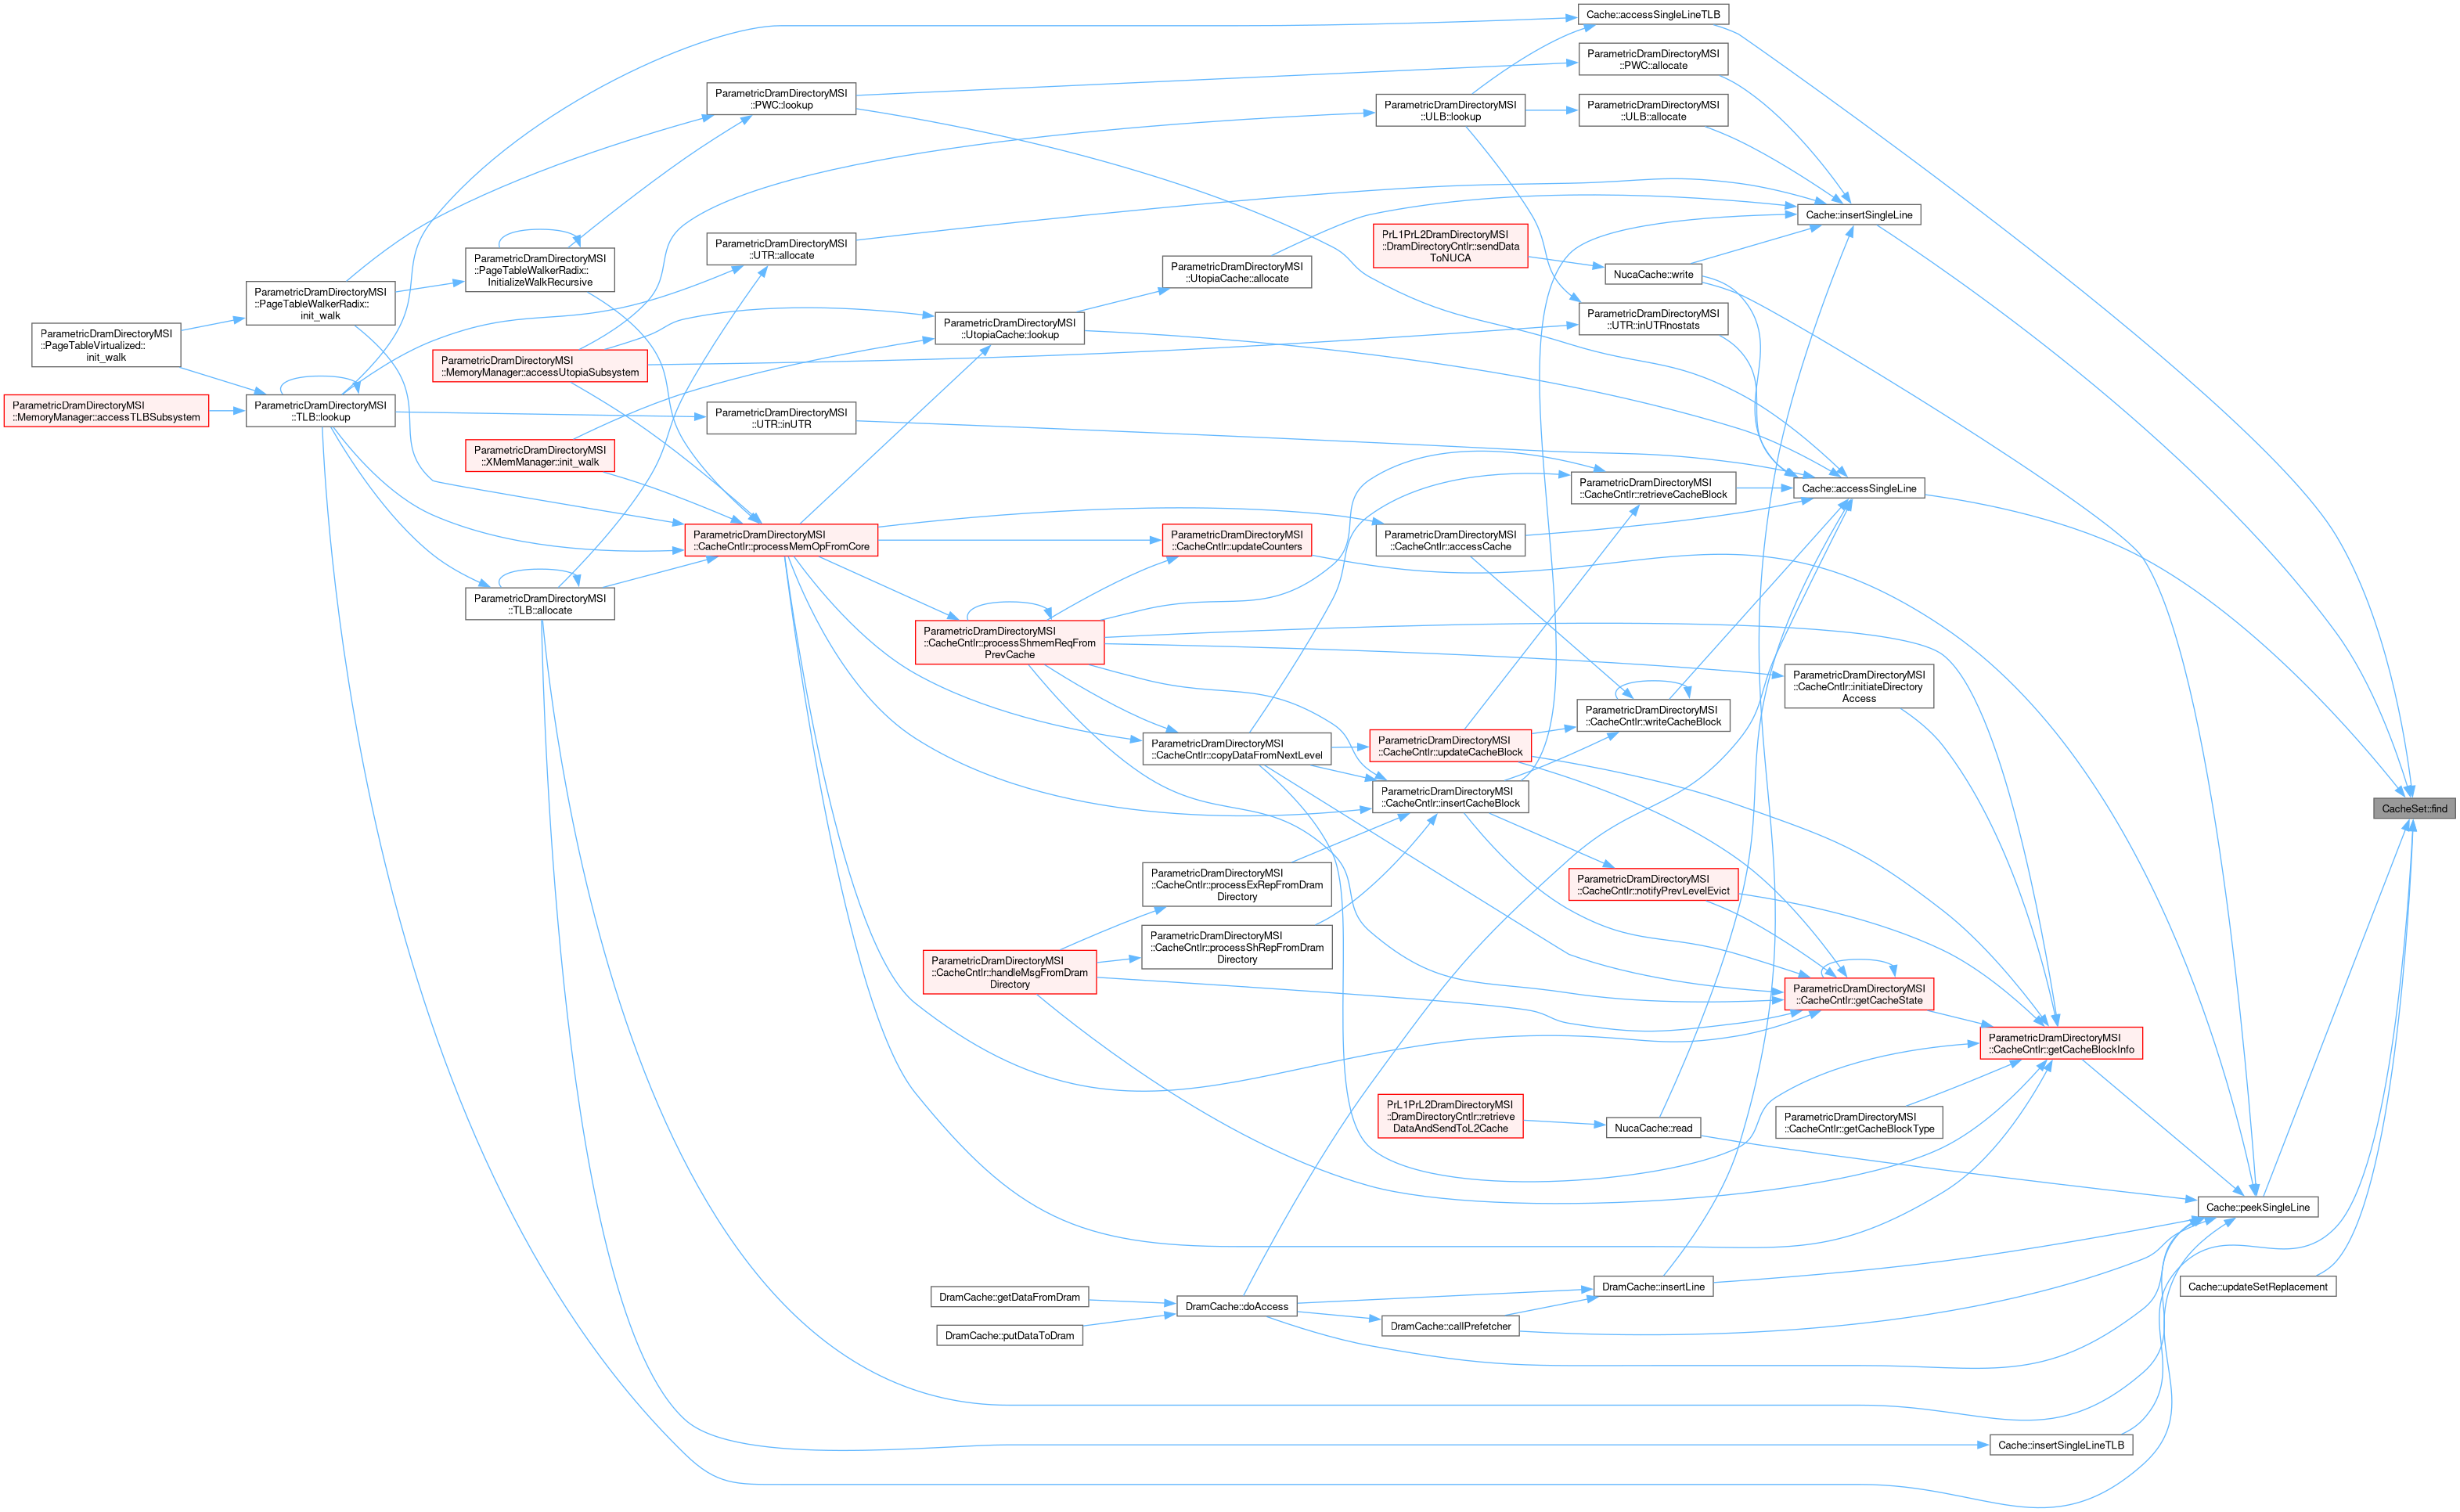 Cache::accessSingleLineTLB
ParametricDramDirectoryMSI
::PWC::allocate
ParametricDramDirectoryMSI
::PWC::lookup
ParametricDramDirectoryMSI
::ULB::lookup
ParametricDramDirectoryMSI
::ULB::allocate
Cache::insertSingleLine
PrL1PrL2DramDirectoryMSI
::DramDirectoryCntlr::sendData
ToNUCA
ParametricDramDirectoryMSI
::UTR::allocate
ParametricDramDirectoryMSI
::PageTableWalkerRadix::
InitializeWalkRecursive
ParametricDramDirectoryMSI
::UtopiaCache::allocate
NucaCache::write
ParametricDramDirectoryMSI
::PageTableWalkerRadix::
init_walk
ParametricDramDirectoryMSI
::UTR::inUTRnostats
ParametricDramDirectoryMSI
::UtopiaCache::lookup
ParametricDramDirectoryMSI
::PageTableVirtualized::
init_walk
ParametricDramDirectoryMSI
::MemoryManager::accessUtopiaSubsystem
ParametricDramDirectoryMSI
::MemoryManager::accessTLBSubsystem
ParametricDramDirectoryMSI
::TLB::lookup
ParametricDramDirectoryMSI
::UTR::inUTR
ParametricDramDirectoryMSI
::XMemManager::init_walk
ParametricDramDirectoryMSI
::CacheCntlr::retrieveCacheBlock
Cache::accessSingleLine
ParametricDramDirectoryMSI
::CacheCntlr::processMemOpFromCore
ParametricDramDirectoryMSI
::CacheCntlr::updateCounters
ParametricDramDirectoryMSI
::CacheCntlr::accessCache
ParametricDramDirectoryMSI
::TLB::allocate
ParametricDramDirectoryMSI
::CacheCntlr::processShmemReqFrom
PrevCache
ParametricDramDirectoryMSI
::CacheCntlr::initiateDirectory
Access
ParametricDramDirectoryMSI
::CacheCntlr::writeCacheBlock
ParametricDramDirectoryMSI
::CacheCntlr::copyDataFromNextLevel
ParametricDramDirectoryMSI
::CacheCntlr::updateCacheBlock
ParametricDramDirectoryMSI
::CacheCntlr::insertCacheBlock
CacheSet::find
ParametricDramDirectoryMSI
::CacheCntlr::processExRepFromDram
Directory
ParametricDramDirectoryMSI
::CacheCntlr::notifyPrevLevelEvict
ParametricDramDirectoryMSI
::CacheCntlr::processShRepFromDram
Directory
ParametricDramDirectoryMSI
::CacheCntlr::handleMsgFromDram
Directory
ParametricDramDirectoryMSI
::CacheCntlr::getCacheState
ParametricDramDirectoryMSI
::CacheCntlr::getCacheBlockInfo
PrL1PrL2DramDirectoryMSI
::DramDirectoryCntlr::retrieve
DataAndSendToL2Cache
NucaCache::read
ParametricDramDirectoryMSI
::CacheCntlr::getCacheBlockType
Cache::peekSingleLine
DramCache::getDataFromDram
DramCache::doAccess
DramCache::insertLine
Cache::updateSetReplacement
DramCache::putDataToDram
DramCache::callPrefetcher
Cache::insertSingleLineTLB